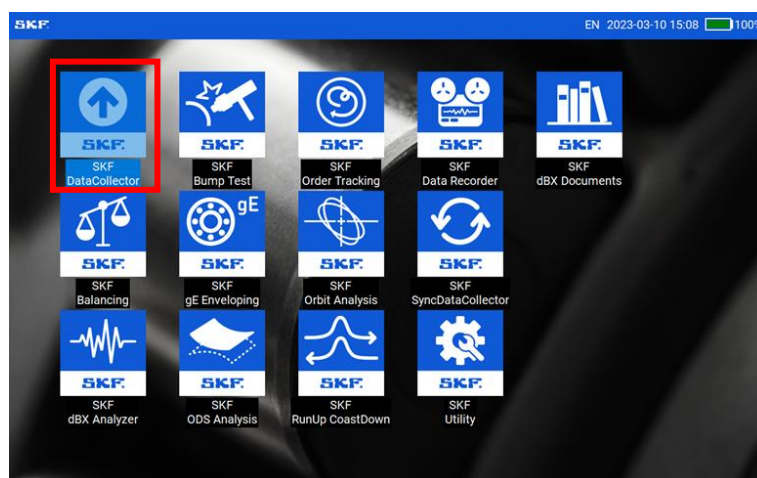 SKF.
EN 2023-03-10 15:08 100%
SKF. SKF. SKF. SKF. SKF.
SKF SKF SKF SKF SKF
DataCollector Bump Test Order Tracking Data Recorder dBX Documents
gE
SKF. SKF. SKF. SKF.
SKF SKF SKF SKF
Balancing gE Enveloping Orbit Analysis SyncDataCollector
SKF. SKF. SKF. SKF.
SKF SKF SKF SKF
dBX Analyzer ODS Analysis RunUp CoastDown Utility